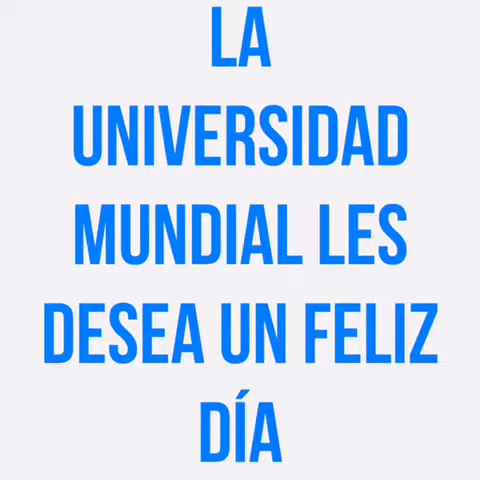 LA
UNIVERSIDAD
MUNDIAL LES
DESEA UN FELIZ
DÍA